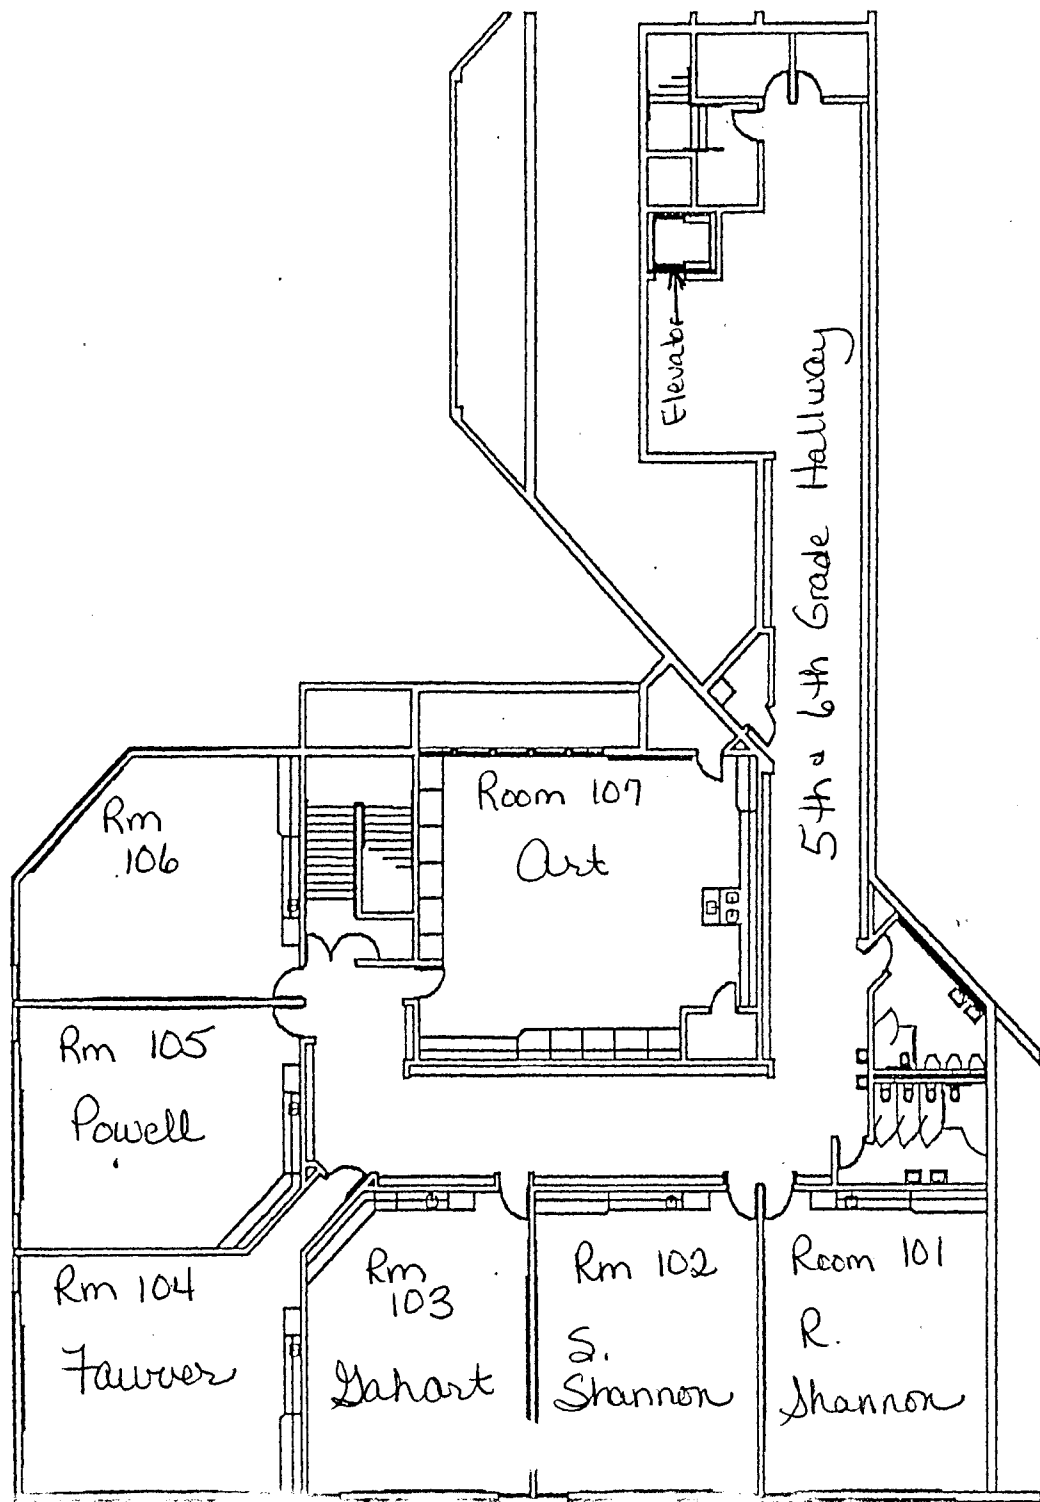 Elevator
5th & 6th Grade Hallway
Room 107
Art
Rm
106
Rm 105
Powell
Rm 104
Fawver
Rm
103
Gahart
Rm 102
S.
Shannon
Room 101
R.
Shannon